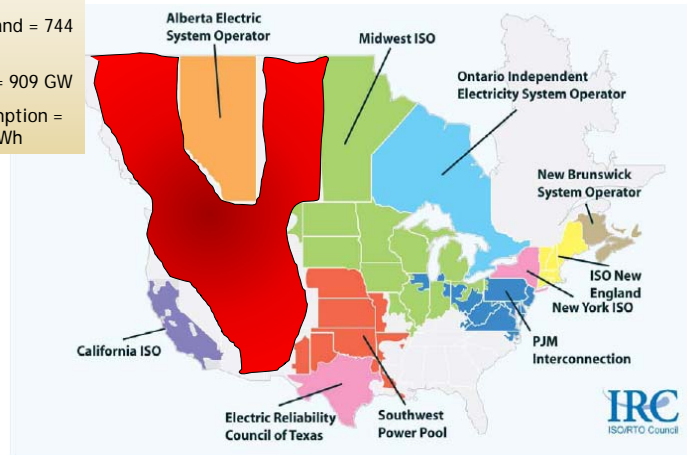 and = 744
= 909 GW
mption =
Wh
Alberta Electric
System Operator
Midwest ISO
Ontario Independent
Electricity System Operator
New Brunswick
System Operator
ISO New
England
New York ISO
PJM
Interconnection
California ISO
Electric Reliability
Council of Texas
Southwest
Power Pool
IRC
ISO/RTO Council